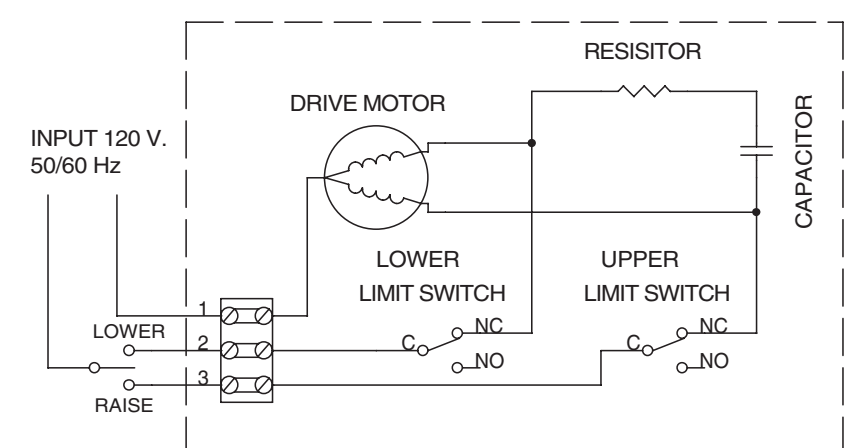 RESISITOR
DRIVE MOTOR
CAPACITOR
INPUT 120 V.
50/60 Hz
LOWER
LIMIT SWITCH
UPPER
LIMIT SWITCH
1
LOWER
2
C
NC
NO
C
NC
NO
3
RAISE